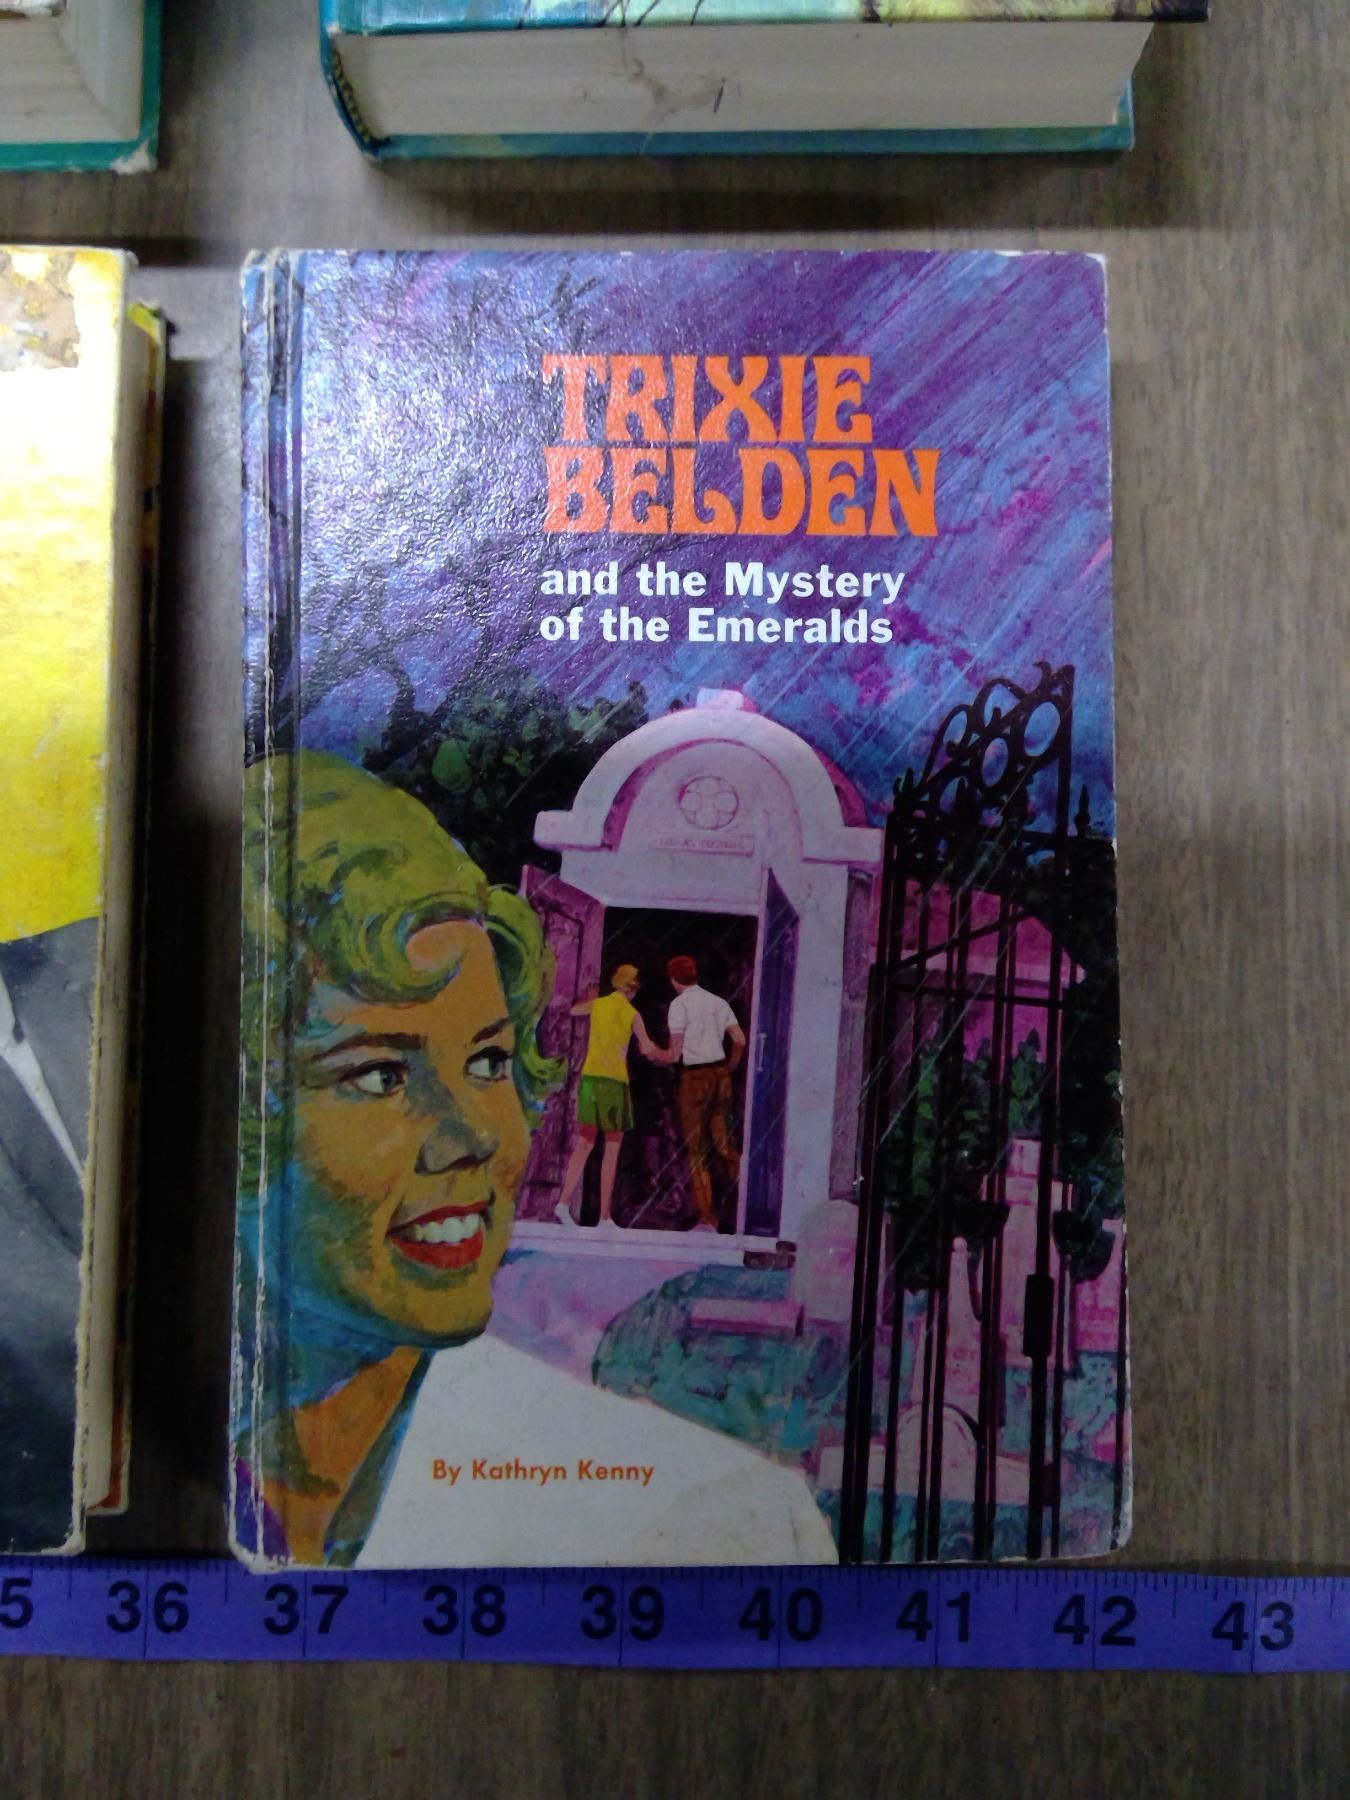 TRIXIE
BELDEN
and the Mystery
of the Emeralds
By Kathryn Kenny
5 36 37 38 39 40 41 42 43